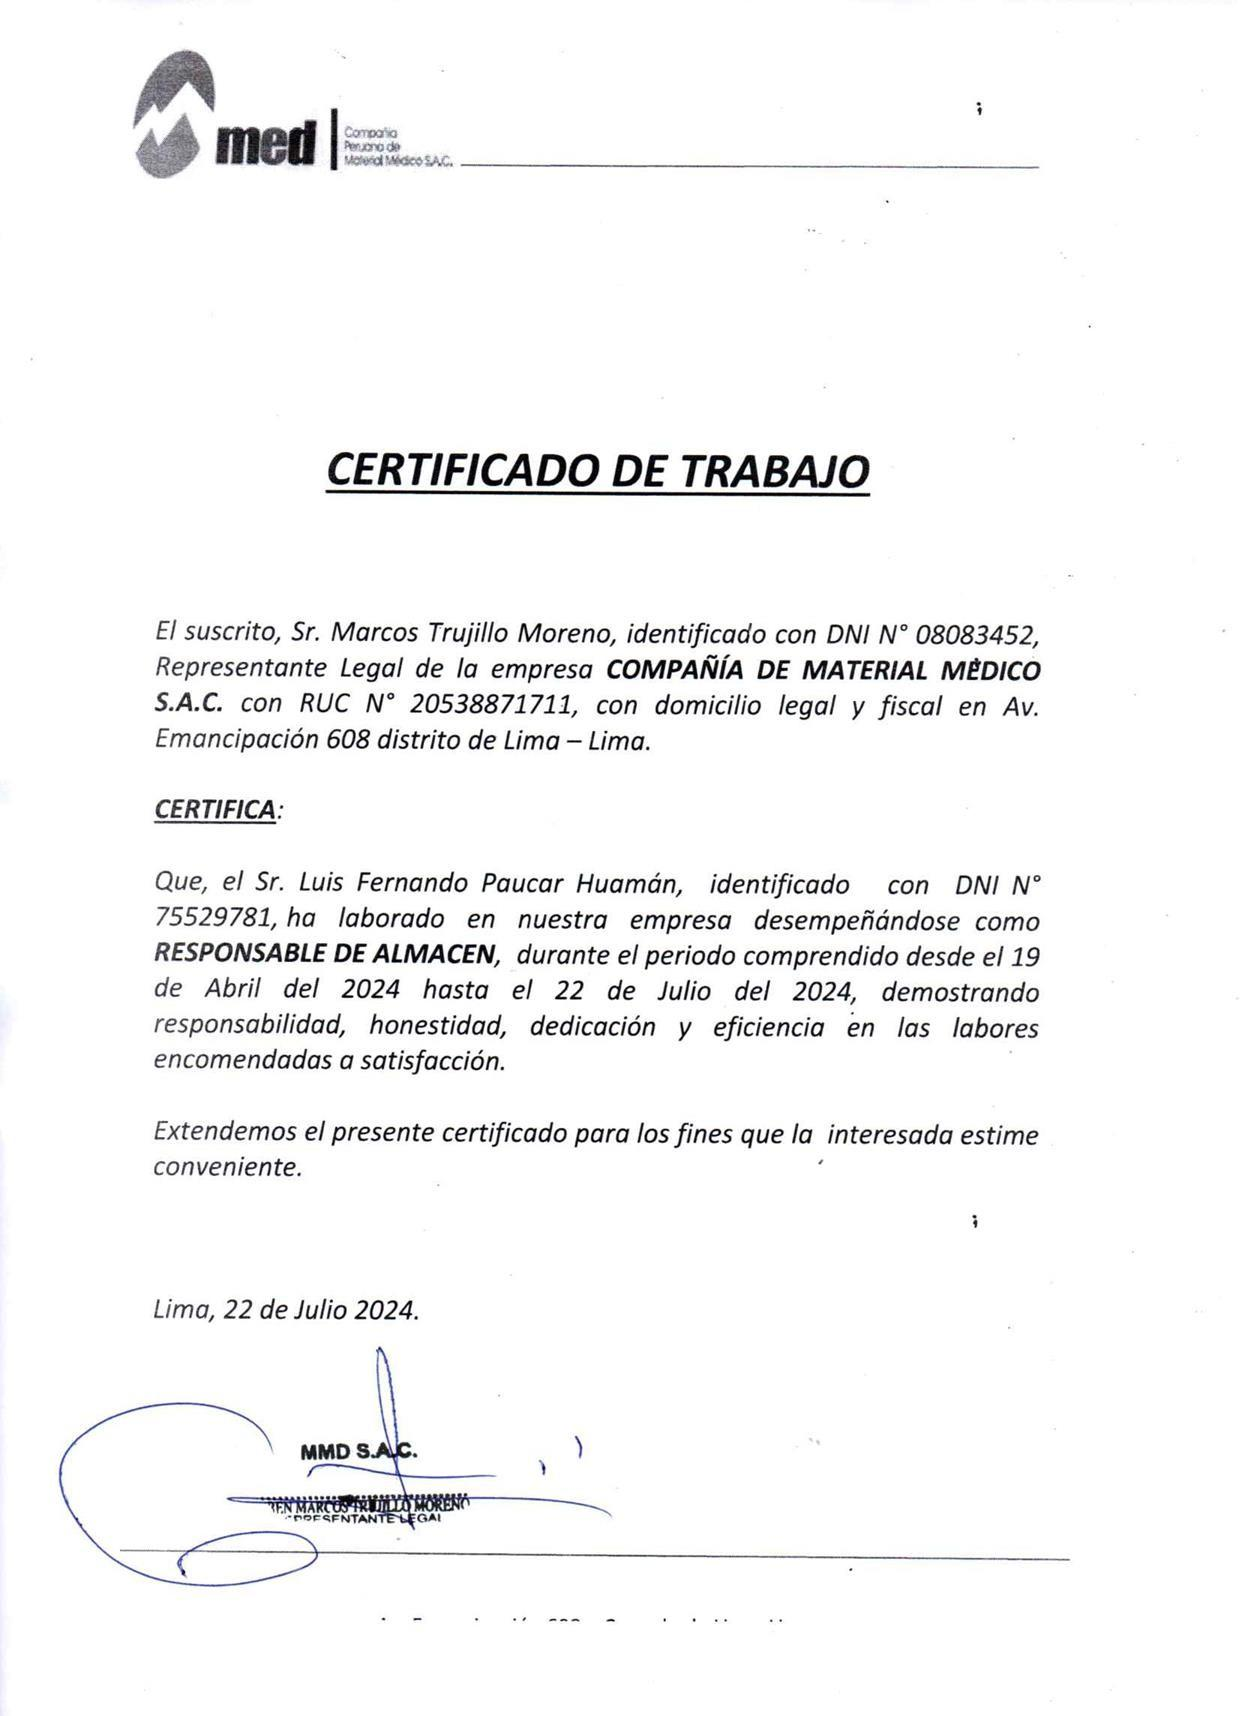 med
Compañía
Peruana de
Material Médico S.A.C.
CERTIFICADO DE TRABAJO
El suscrito, Sr. Marcos Trujillo Moreno, identificado con DNI N° 08083452,
Representante Legal de la empresa COMPAÑÍA DE MATERIAL MÈDICO
S.A.C. con RUC N° 20538871711, con domicilio legal y fiscal en Av.
Emancipación 608 distrito de Lima – Lima.
CERTIFICA:
Que, el Sr. Luis Fernando Paucar Huamán, identificado con DNI N°
75529781, ha laborado en nuestra empresa desempeñándose como
RESPONSABLE DE ALMACEN, durante el periodo comprendido desde el 19
de Abril del 2024 hasta el 22 de Julio del 2024, demostrando
responsabilidad, honestidad, dedicación y eficiencia en las labores
encomendadas a satisfacción.
Extendemos el presente certificado para los fines que la interesada estime
conveniente.
Lima, 22 de Julio 2024.
MMD S.A.C.
MARCOS TRUJILLO MORENO
LEGAL